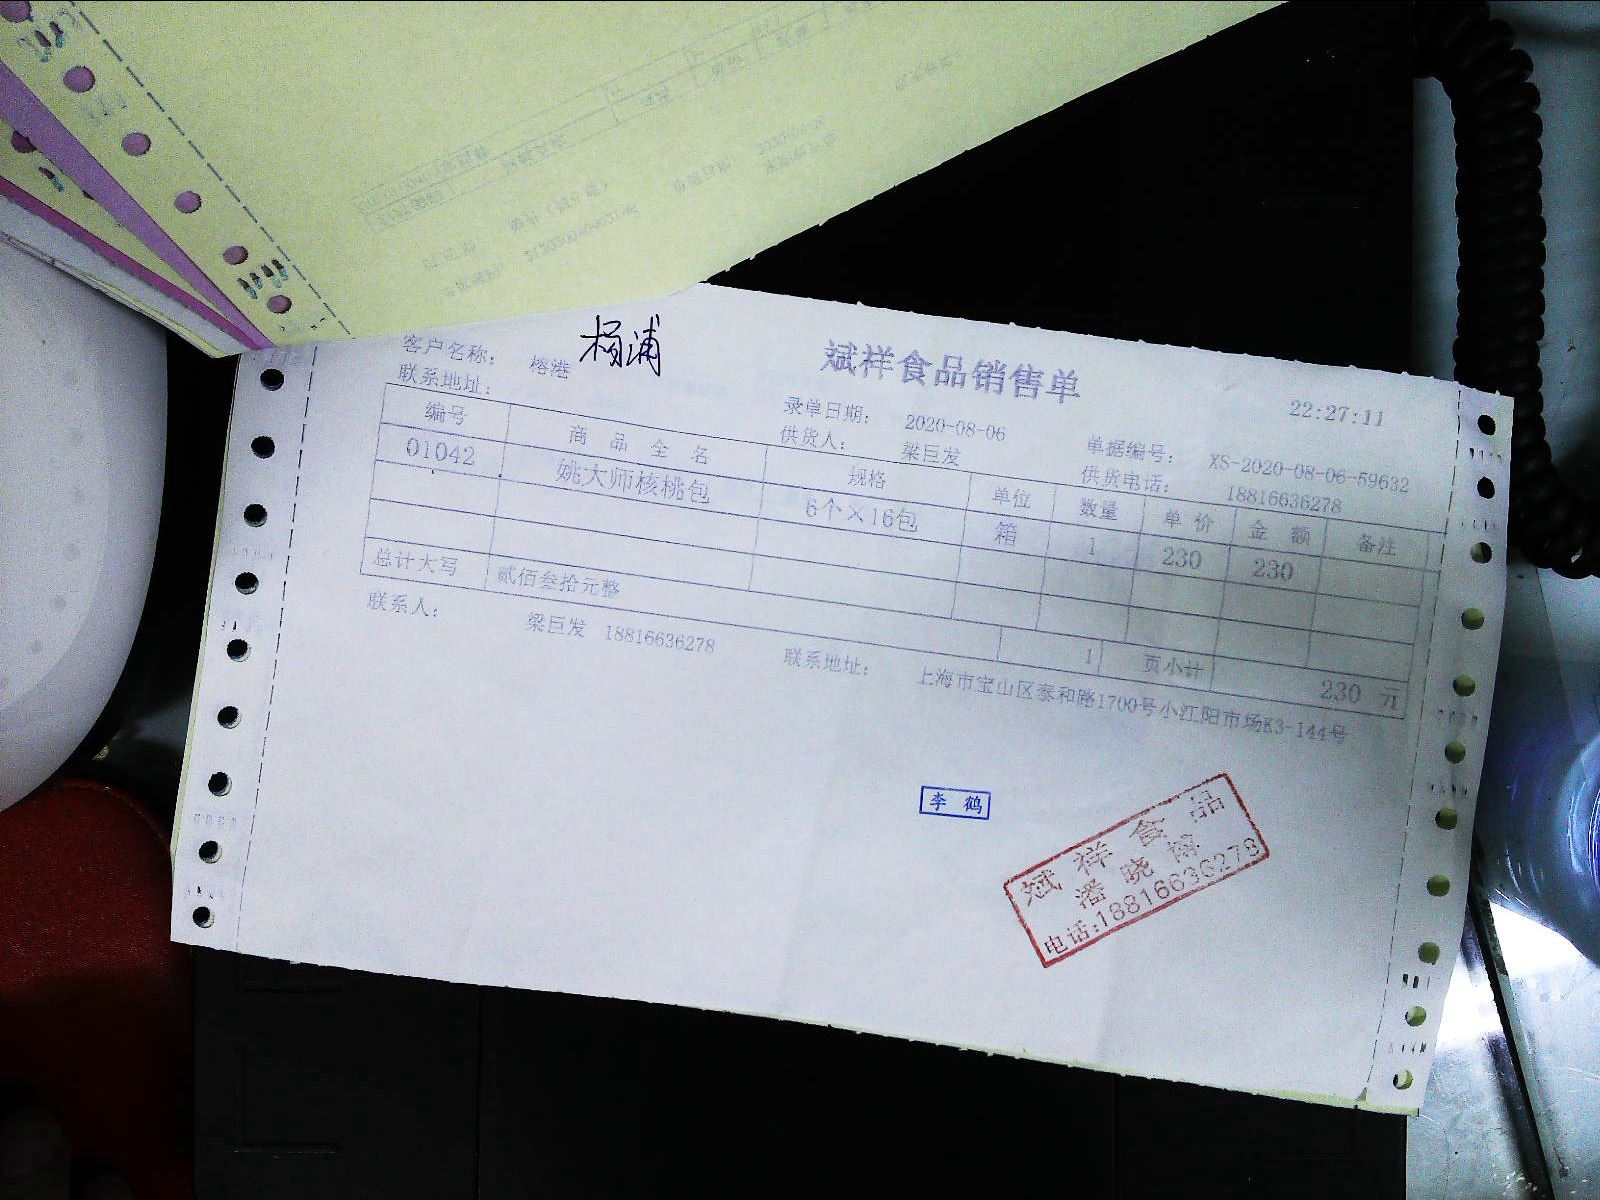 斌祥食品销售单
22:27:11
客户名称: 榕港 杨浦
录单日期: 2020-08-06
单据编号: XS-2020-08-06-59632
联系地址:
供货人: 梁巨发
供货电话: 18816636278
编号 商品全名 规格 单位 数量 单价 金额 备注
01042 姚大师核桃包 6个×16包 箱 1 230 230
总计大写 贰佰叁拾元整 1 页小计 230 元
联系人: 梁巨发 18816636278 联系地址: 上海市宝山区泰和路1700号小江阳市场K3-144号
李鹤
斌祥食品
潘晓婷
电话:18816636278